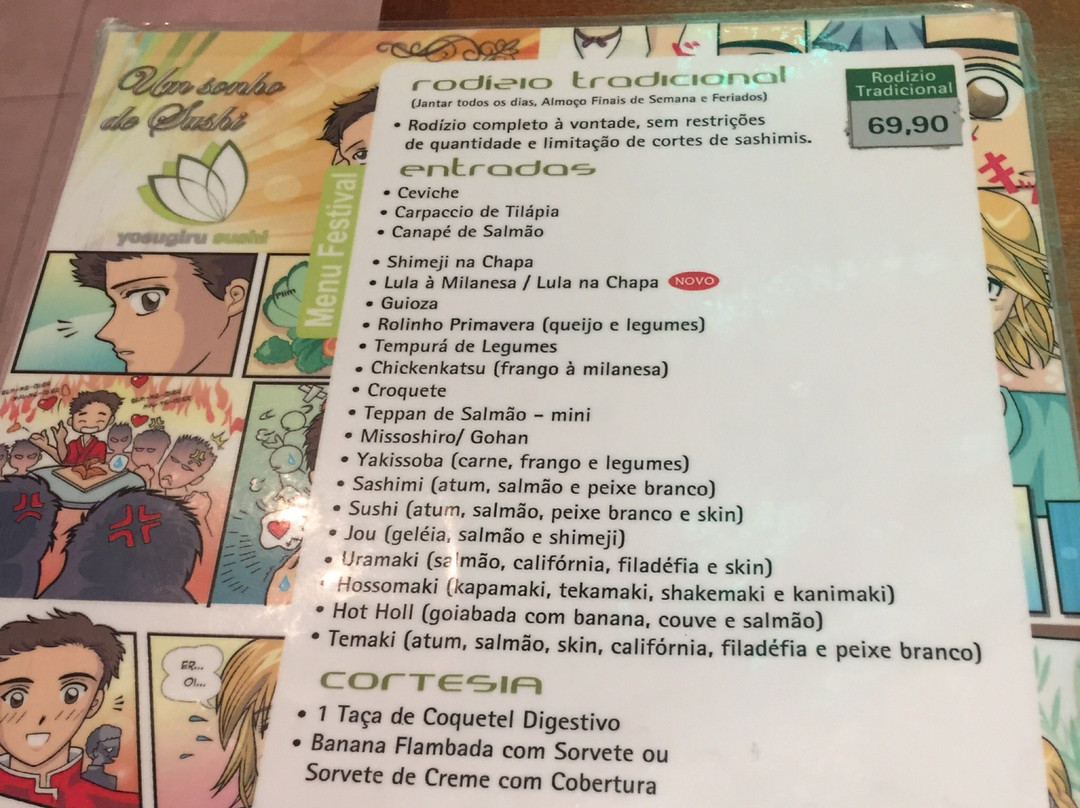 Um sonho
de Sushi
yosugiru sushi
Menu Festival
rodízio tradicional
(Jantar todos os dias, Almoço Finais de Semana e Feriados)
Rodízio
Tradicional
69,90
• Rodízio completo à vontade, sem restrições
de quantidade e limitação de cortes de sashimis.
entradas
• Ceviche
• Carpaccio de Tilápia
• Canapé de Salmão
• Shimeji na Chapa
• Lula à Milanesa / Lula na Chapa NOVO
• Guioza
• Rolinho Primavera (queijo e legumes)
• Tempurá de Legumes
• Chickenkatsu (frango à milanesa)
• Croquete
• Teppan de Salmão – mini
• Missoshiro/ Gohan
• Yakissoba (carne, frango e legumes)
• Sashimi (atum, salmão e peixe branco)
• Sushi (atum, salmão, peixe branco e skin)
• Jou (geléia, salmão e shimeji)
• Uramaki (salmão, califórnia, filadéfia e skin)
• Hossomaki (kapamaki, tekamaki, shakemaki e kanimaki)
• Hot Holl (goiabada com banana, couve e salmão)
• Temaki (atum, salmão, skin, califórnia, filadéfia e peixe branco)
CORTESIA
• 1 Taça de Coquetel Digestivo
• Banana Flambada com Sorvete ou
Sorvete de Creme com Cobertura
Plim
ER...
OI...